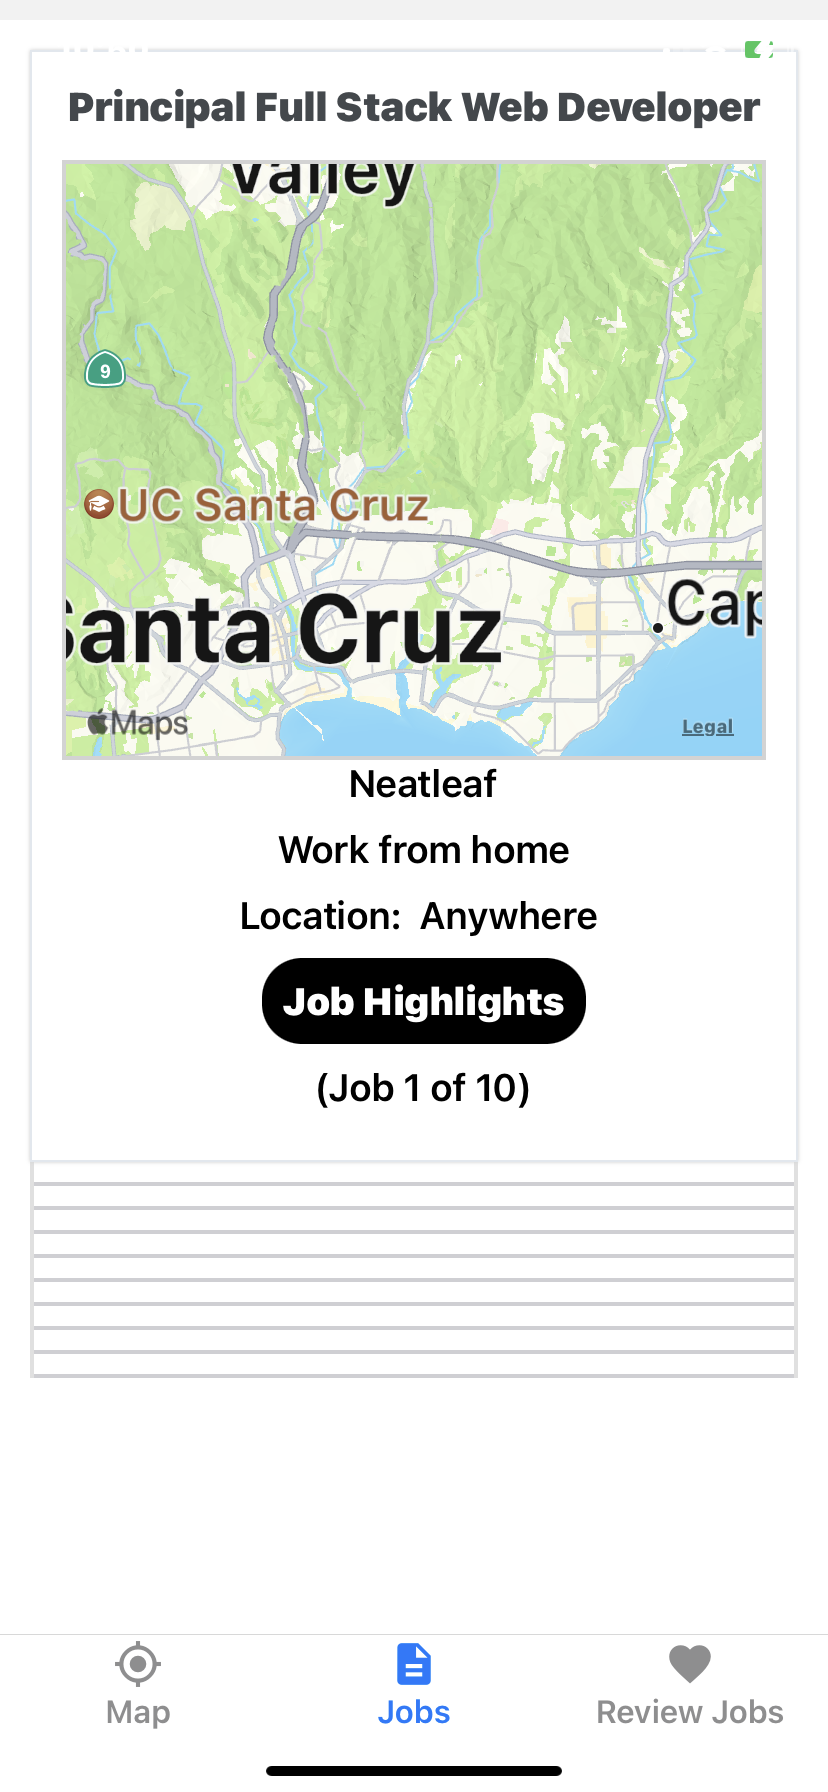 Principal Full Stack Web Developer
Valley
9
UC Santa Cruz
Santa Cruz
Cap
Maps
Legal
Neatleaf
Work from home
Location: Anywhere
Job Highlights
(Job 1 of 10)
Map
Jobs
Review Jobs